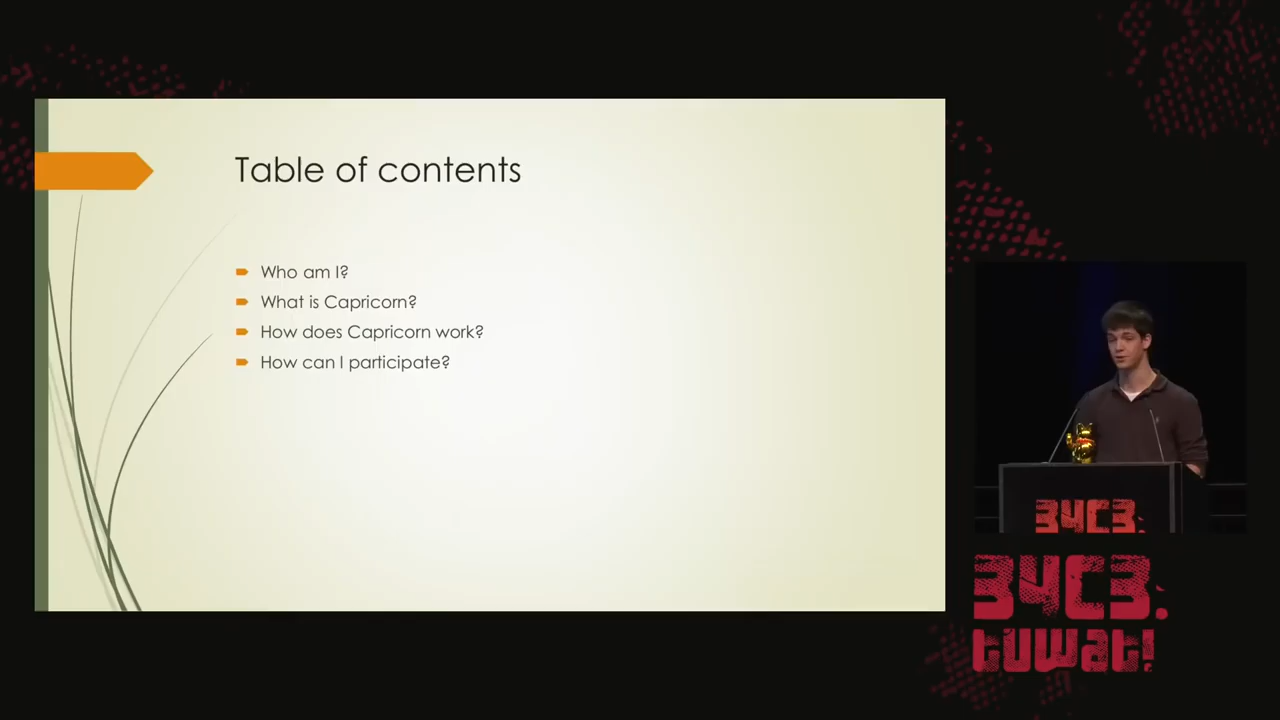 Table of contents
Who am I?
What is Capricorn?
How does Capricorn work?
How can I participate?
34C3.
34C3.
tuwat!